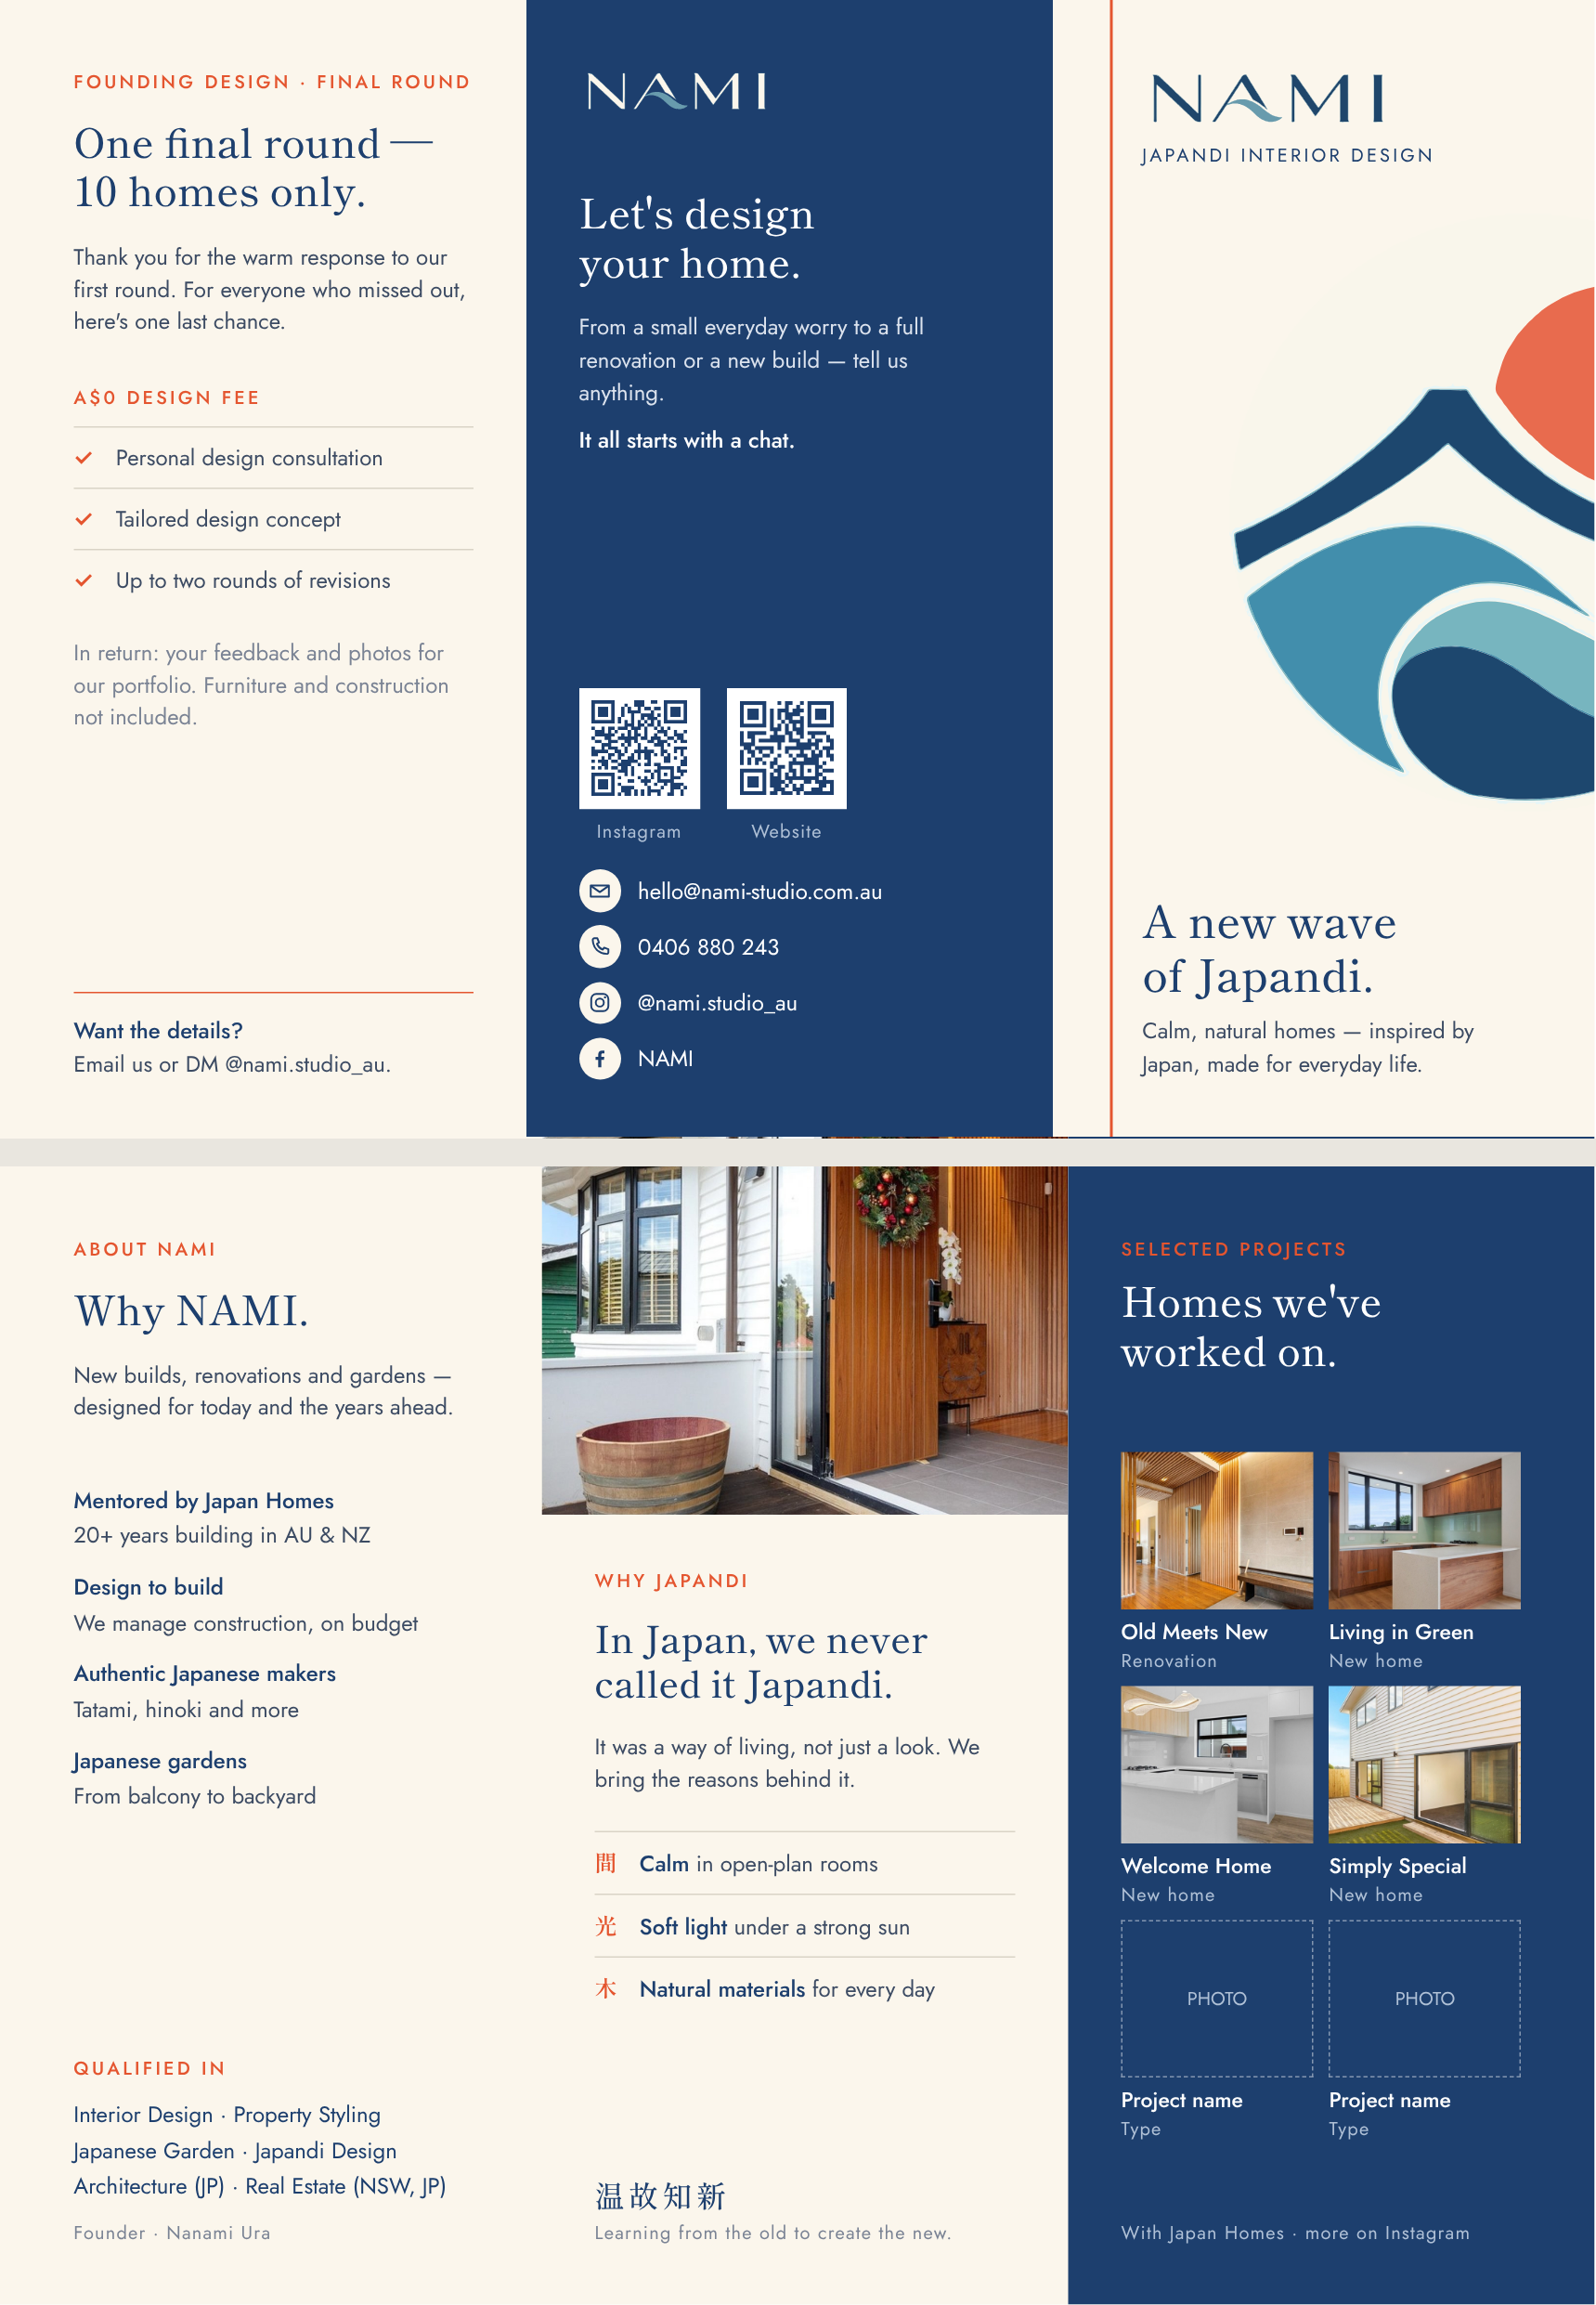 FOUNDING DESIGN · FINAL ROUND
One final round —
10 homes only.
Thank you for the warm response to our
first round. For everyone who missed out,
here's one last chance.
A$0 DESIGN FEE
Personal design consultation
Tailored design concept
Up to two rounds of revisions
In return: your feedback and photos for
our portfolio. Furniture and construction
not included.
Want the details?
Email us or DM @nami.studio_au.
NAMI
Let's design
your home.
From a small everyday worry to a full
renovation or a new build — tell us
anything.
It all starts with a chat.
Instagram
Website
hello@nami-studio.com.au
0406 880 243
@nami.studio_au
NAMI
NAMI
JAPANDI INTERIOR DESIGN
A new wave
of Japandi.
Calm, natural homes — inspired by
Japan, made for everyday life.
ABOUT NAMI
Why NAMI.
New builds, renovations and gardens —
designed for today and the years ahead.
Mentored by Japan Homes
20+ years building in AU & NZ
Design to build
We manage construction, on budget
Authentic Japanese makers
Tatami, hinoki and more
Japanese gardens
From balcony to backyard
QUALIFIED IN
Interior Design · Property Styling
Japanese Garden · Japandi Design
Architecture (JP) · Real Estate (NSW, JP)
Founder · Nanami Ura
WHY JAPANDI
In Japan, we never
called it Japandi.
It was a way of living, not just a look. We
bring the reasons behind it.
間 Calm in open-plan rooms
光 Soft light under a strong sun
木 Natural materials for every day
温故知新
Learning from the old to create the new.
SELECTED PROJECTS
Homes we've
worked on.
Old Meets New
Renovation
Living in Green
New home
Welcome Home
New home
Simply Special
New home
PHOTO
Project name
Type
PHOTO
Project name
Type
With Japan Homes · more on Instagram